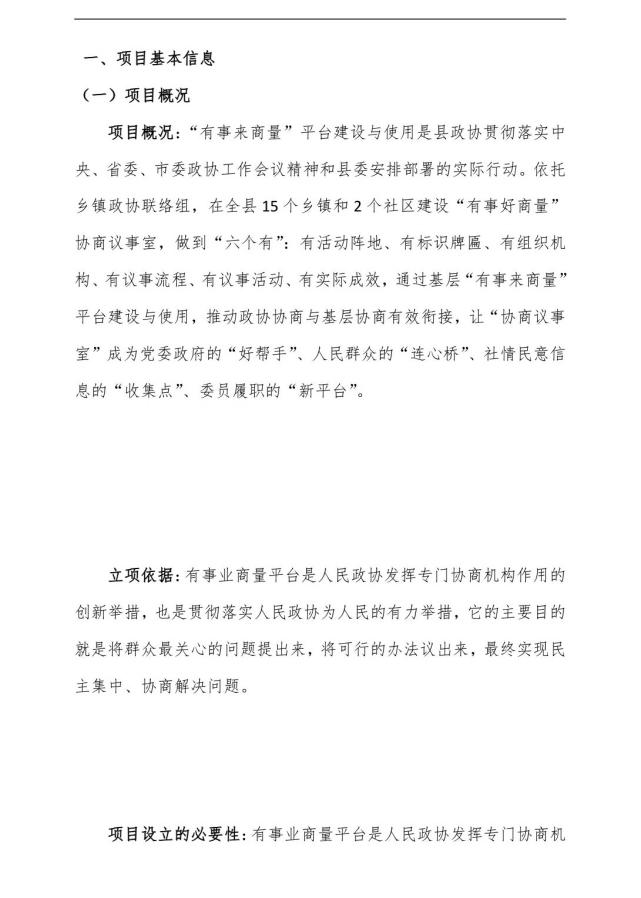 一、项目基本信息
（一）项目概况
项目概况：“有事来商量”平台建设与使用是县政协贯彻落实中
央、省委、市委政协工作会议精神和县委安排部署的实际行动。依托
乡镇政协联络组，在全县 15 个乡镇和 2 个社区建设“有事好商量”
协商议事室，做到“六个有”：有活动阵地、有标识牌匾、有组织机
构、有议事流程、有议事活动、有实际成效，通过基层“有事来商量”
平台建设与使用，推动政协协商与基层协商有效衔接，让“协商议事
室”成为党委政府的“好帮手”、人民群众的“连心桥”、社情民意信
息的“收集点”、委员履职的“新平台”。
立项依据：有事业商量平台是人民政协发挥专门协商机构作用的
创新举措，也是贯彻落实人民政协为人民的有力举措，它的主要目的
就是将群众最关心的问题提出来，将可行的办法议出来，最终实现民
主集中、协商解决问题。
项目设立的必要性：有事业商量平台是人民政协发挥专门协商机